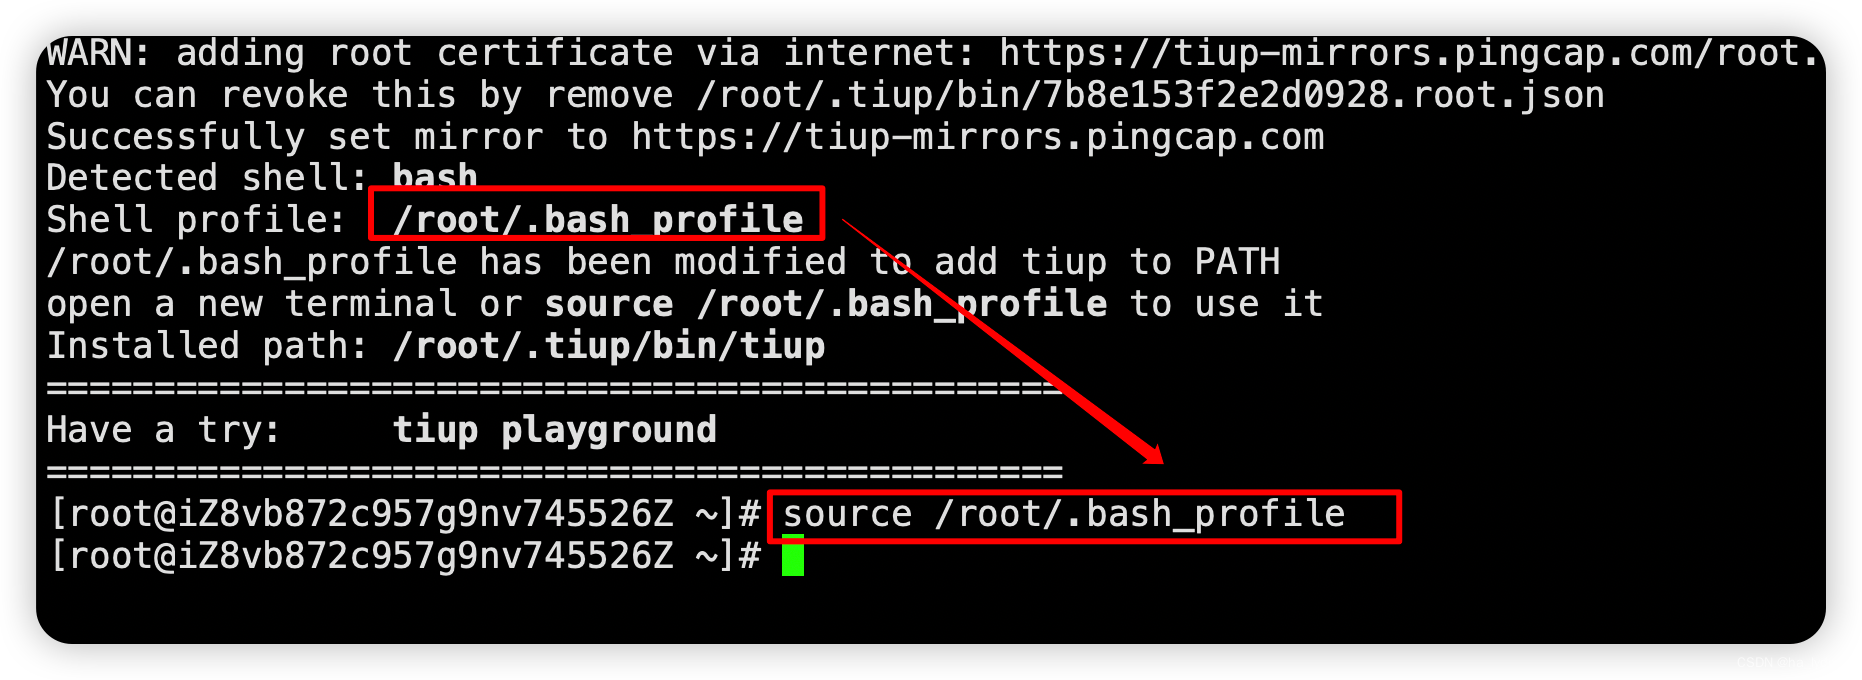 WARN: adding root certificate via internet: https://tiup-mirrors.pingcap.com/root.
You can revoke this by remove /root/.tiup/bin/7b8e153f2e2d0928.root.json
Successfully set mirror to https://tiup-mirrors.pingcap.com
Detected shell: bash
Shell profile:  /root/.bash_profile
/root/.bash_profile has been modified to add tiup to PATH
open a new terminal or source /root/.bash_profile to use it
Installed path: /root/.tiup/bin/tiup
===============================================
Have a try:     tiup playground
===============================================
[root@iZ8vb872c957g9nv745526Z ~]# source /root/.bash_profile
[root@iZ8vb872c957g9nv745526Z ~]#